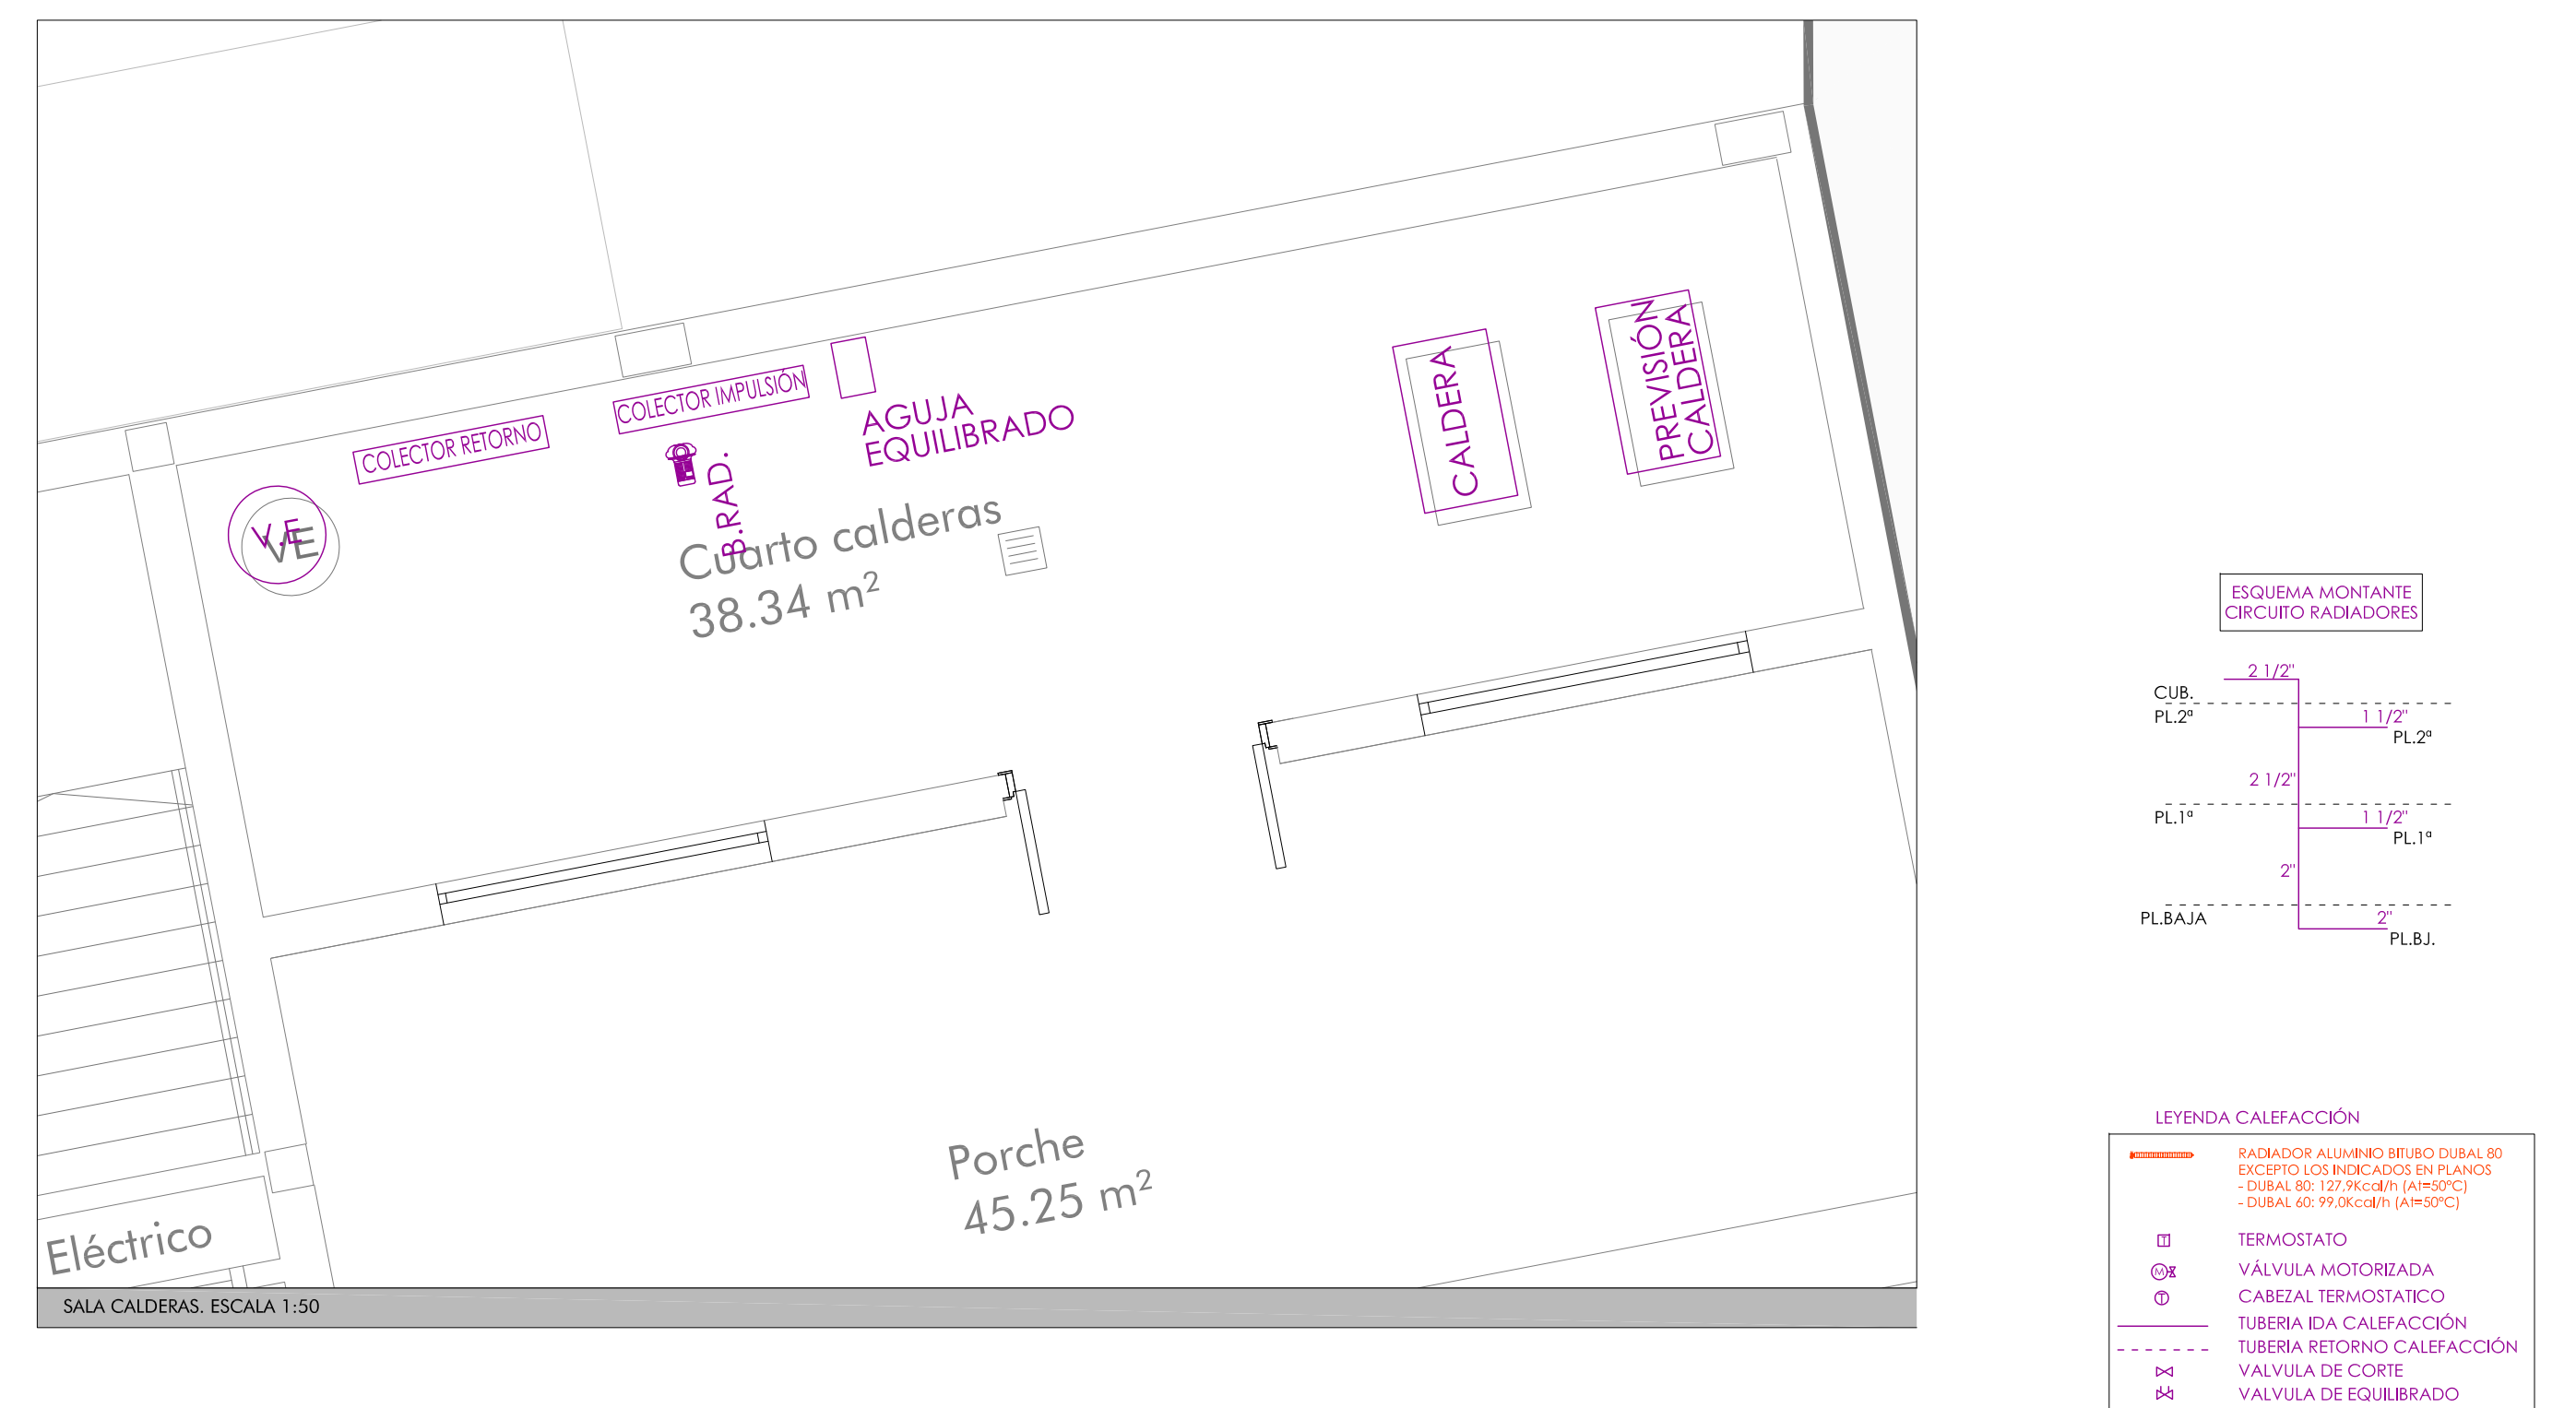 COLECTOR RETORNO
COLECTOR IMPULSIÓN
AGUJA
EQUILIBRADO
B.RAD.
CALDERA
PREVISIÓN
CALDERA
V.E
VE
Cuarto calderas
38.34 m²
Porche
45.25 m²
Eléctrico
SALA CALDERAS. ESCALA 1:50
ESQUEMA MONTANTE
CIRCUITO RADIADORES
2 1/2"
CUB.
PL.2ª
1 1/2"
PL.2ª
2 1/2"
PL.1ª
1 1/2"
PL.1ª
2"
PL.BAJA
2"
PL.BJ.
LEYENDA CALEFACCIÓN
RADIADOR ALUMINIO BITUBO DUBAL 80
EXCEPTO LOS INDICADOS EN PLANOS
- DUBAL 80: 127,9Kcal/h (At=50ºC)
- DUBAL 60: 99,0Kcal/h (At=50ºC)
T TERMOSTATO
M VÁLVULA MOTORIZADA
T CABEZAL TERMOSTATICO
TUBERIA IDA CALEFACCIÓN
TUBERIA RETORNO CALEFACCIÓN
VALVULA DE CORTE
VALVULA DE EQUILIBRADO